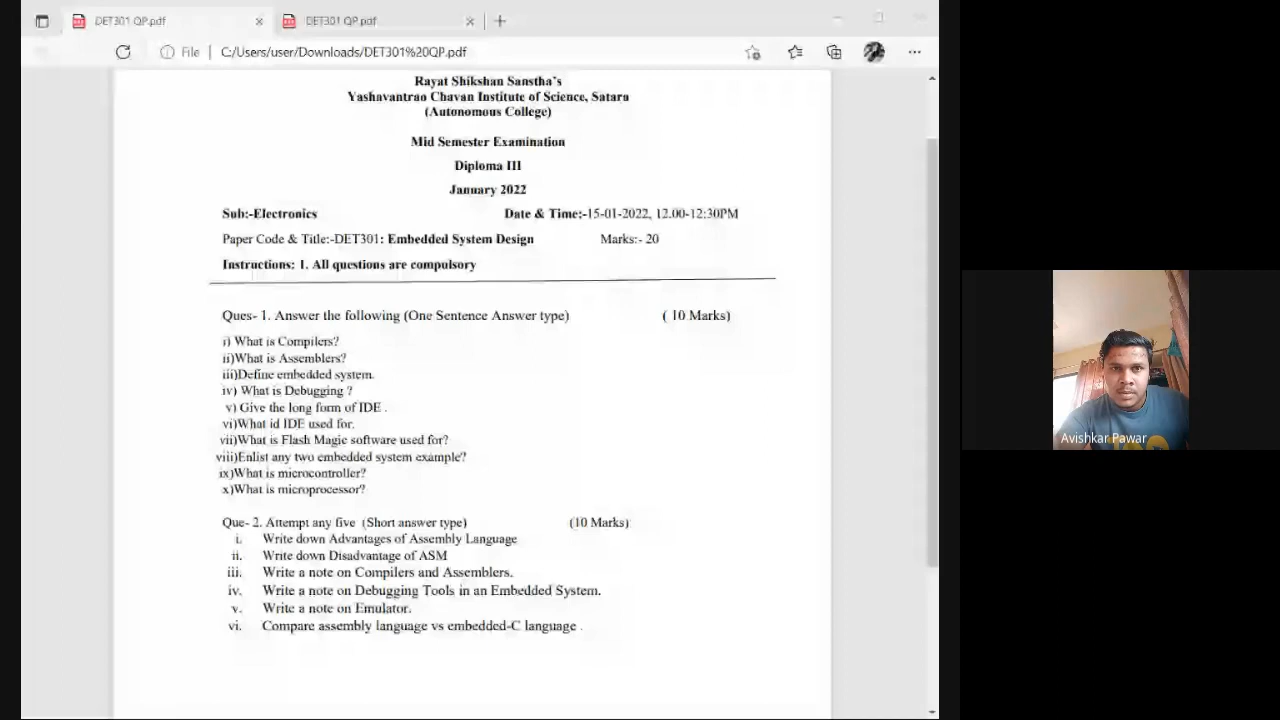 DET301 QP.pdf
DET301 QP.pdf
File
C:/Users/user/Downloads/DET301%20QP.pdf
Rayat Shikshan Sanstha's
Yashavantrao Chavan Institute of Science, Satara
(Autonomous College)
Mid Semester Examination
Diploma III
January 2022
Sub:-Electronics Date & Time:-15-01-2022, 12.00-12:30PM
Paper Code & Title:-DET301: Embedded System Design Marks:- 20
Instructions: 1. All questions are compulsory
Ques- 1. Answer the following (One Sentence Answer type) ( 10 Marks)
i) What is Compilers?
ii)What is Assemblers?
iii)Define embedded system.
iv) What is Debugging ?
v) Give the long form of IDE .
vi)What id IDE used for.
vii)What is Flash Magic software used for?
viii)Enlist any two embedded system example?
ix)What is microcontroller?
x)What is microprocessor?
Que- 2. Attempt any five (Short answer type) (10 Marks)
i. Write down Advantages of Assembly Language
ii. Write down Disadvantage of ASM
iii. Write a note on Compilers and Assemblers.
iv. Write a note on Debugging Tools in an Embedded System.
v. Write a note on Emulator.
vi. Compare assembly language vs embedded-C language .
Avishkar Pawar